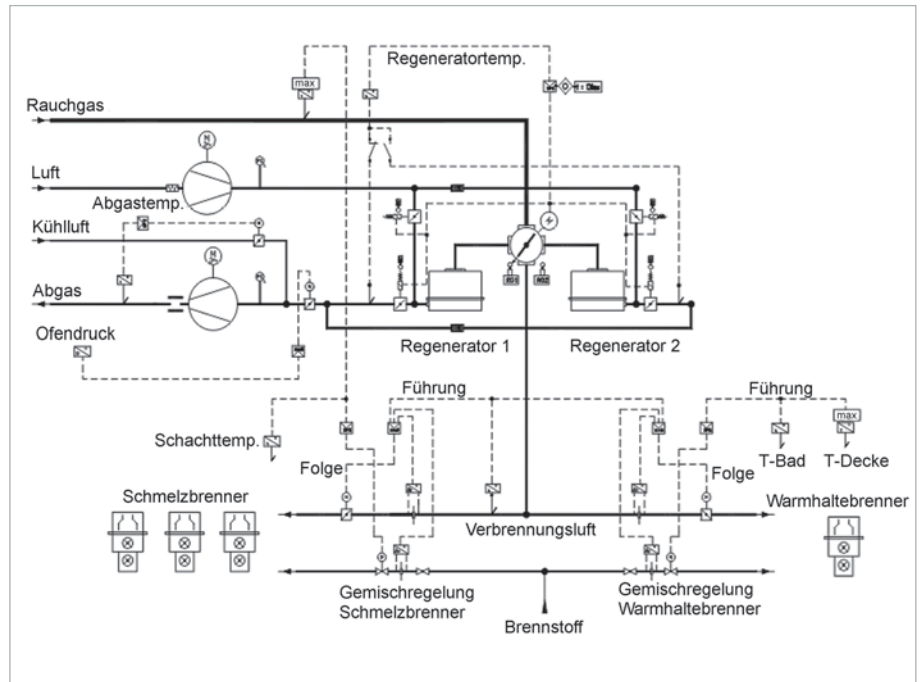 Regeneratortemp.
max
Rauchgas
Luft
Abgastemp.
Kühlluft
Abgas
Ofendruck
Regenerator 1
Regenerator 2
Führung
Führung
max
Schachttemp.
Folge
Folge
T-Bad
T-Decke
Schmelzbrenner
Verbrennungsluft
Warmhaltebrenner
Gemischregelung
Schmelzbrenner
Gemischregelung
Warmhaltebrenner
Brennstoff